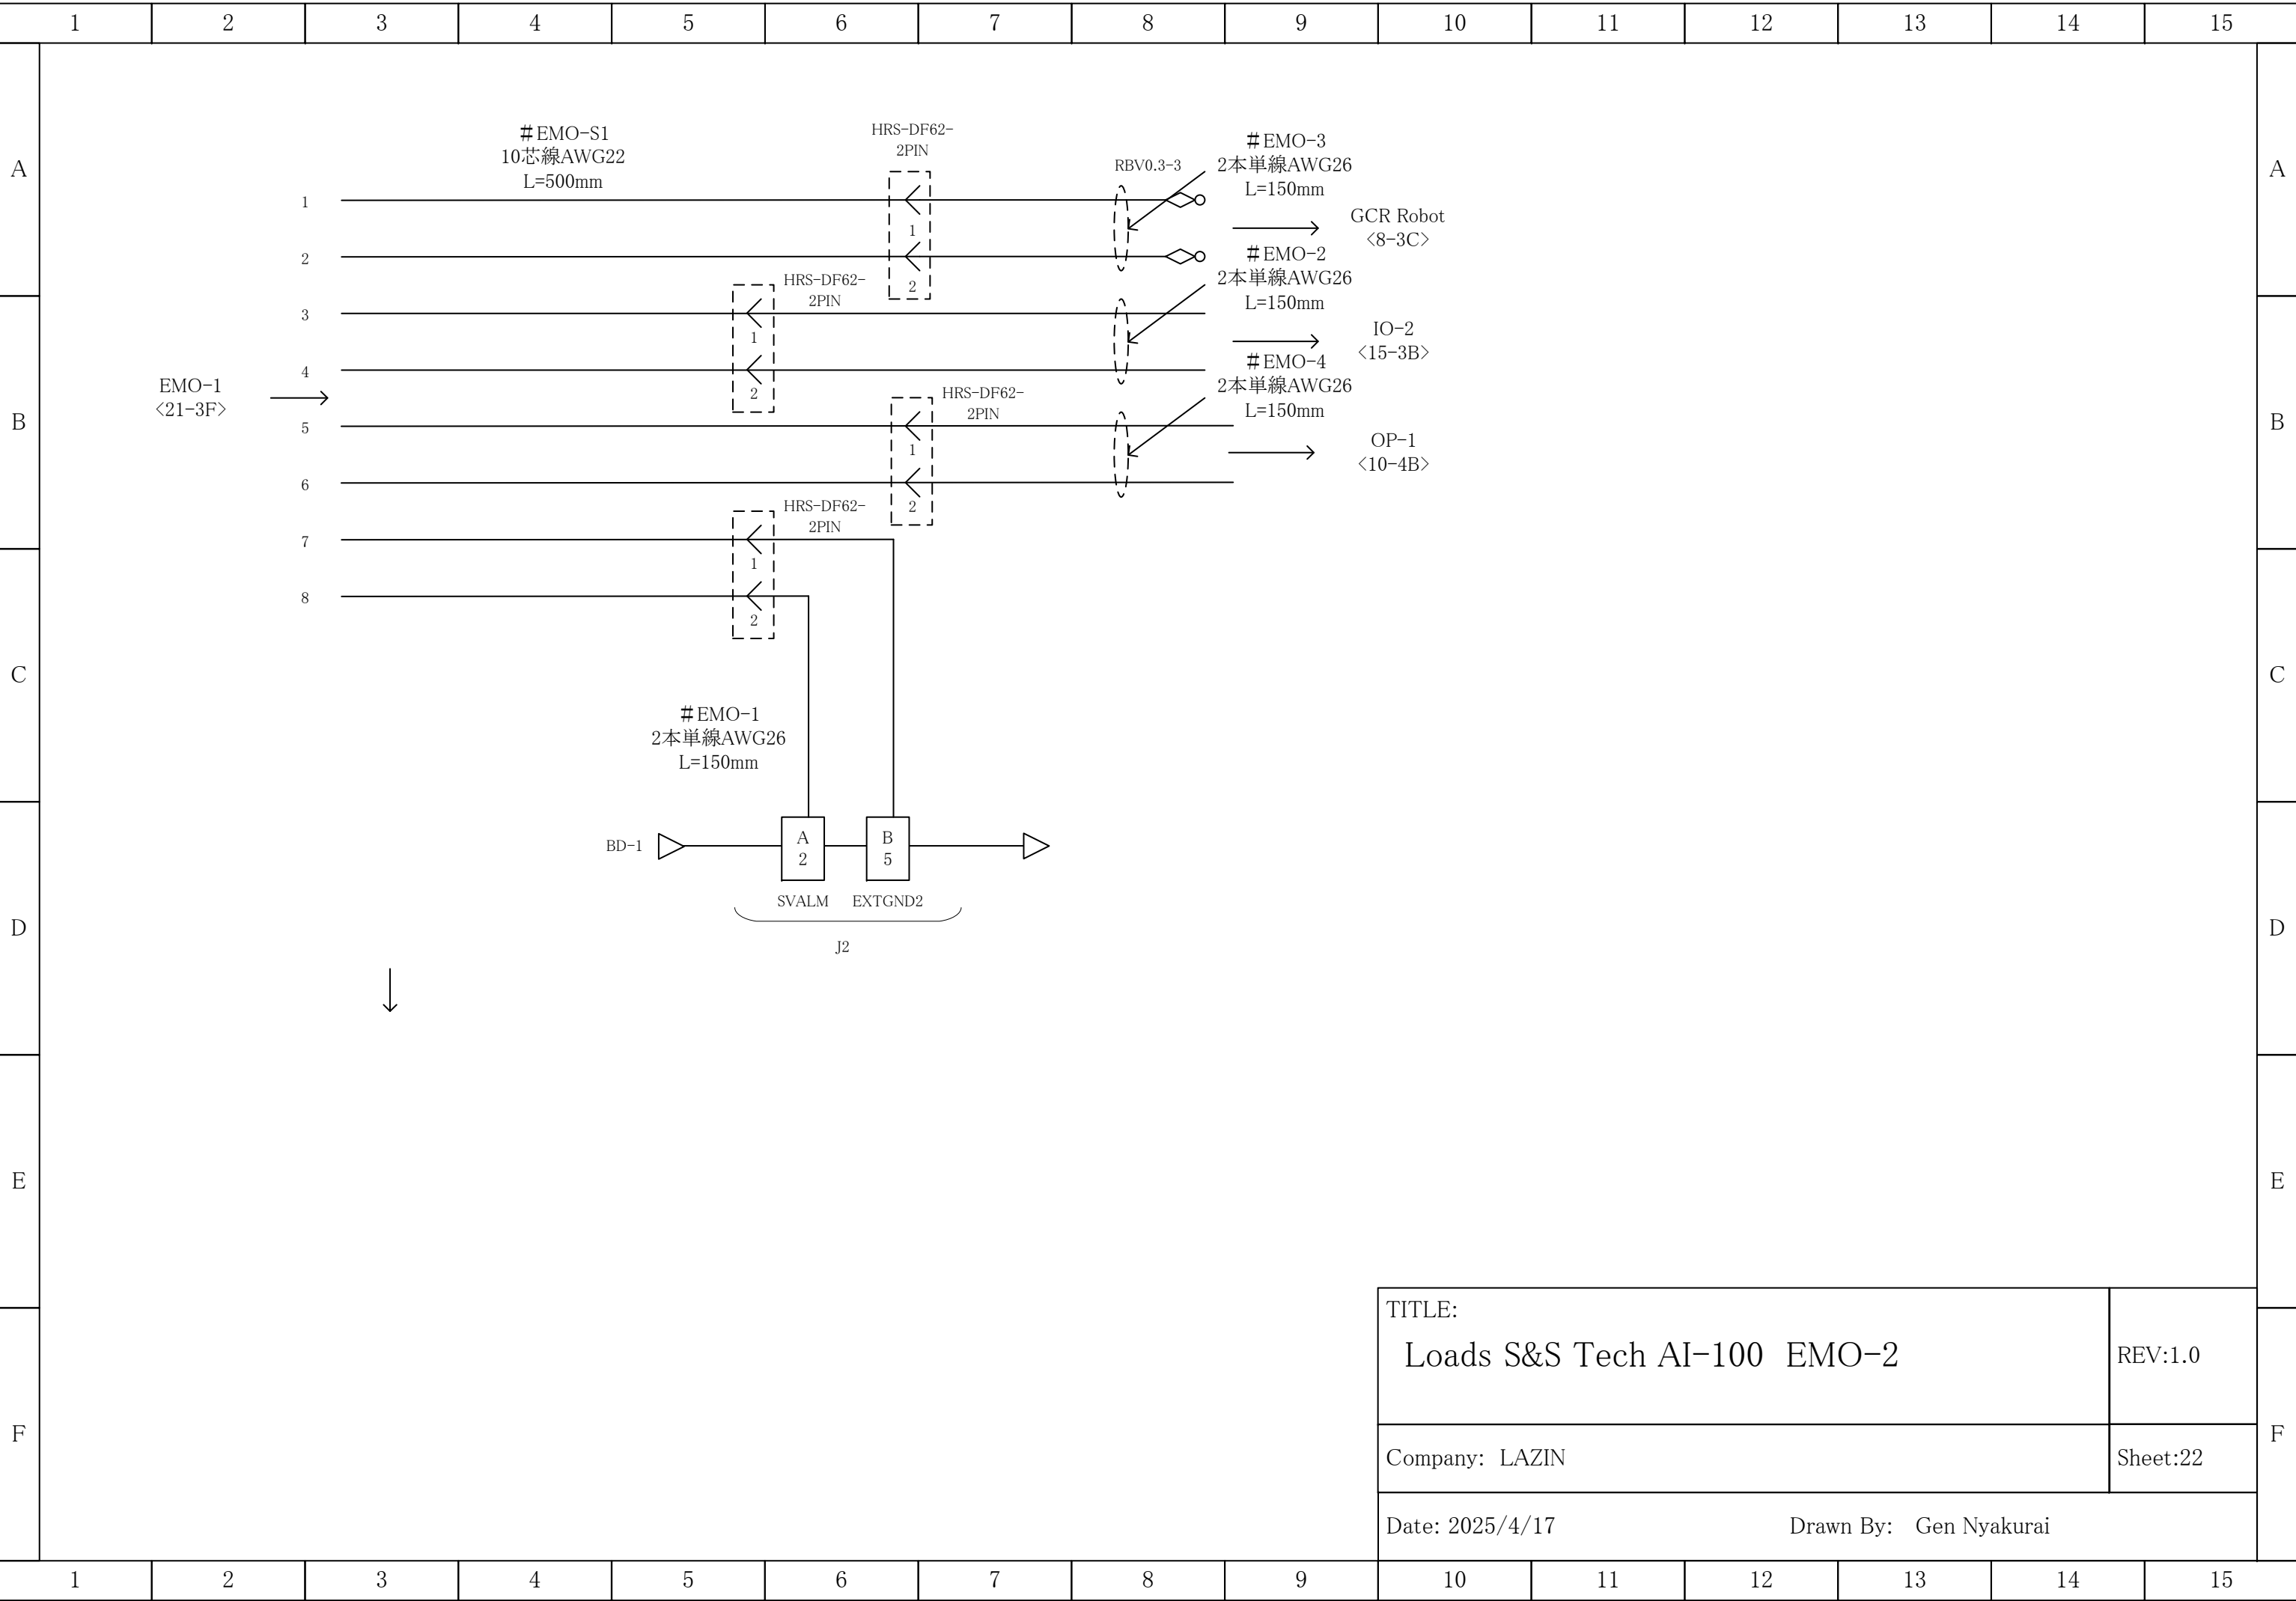 1 2 3 4 5 6 7 8 9 10 11 12 13 14 15
A
A
B
B
C
C
D
D
E
E
F
F
#EMO-S1
10芯線AWG22
L=500mm
HRS-DF62-
2PIN
RBV0.3-3
#EMO-3
2本単線AWG26
L=150mm
GCR Robot
<8-3C>
1
1
2
2
HRS-DF62-
2PIN
#EMO-2
2本単線AWG26
L=150mm
IO-2
<15-3B>
3
1
4
2
EMO-1
<21-3F>
HRS-DF62-
2PIN
#EMO-4
2本単線AWG26
L=150mm
OP-1
<10-4B>
5
1
6
2
HRS-DF62-
2PIN
7
1
8
2
#EMO-1
2本単線AWG26
L=150mm
BD-1
A
2
B
5
SVALM EXTGND2
J2
TITLE:
Loads S&S Tech AI-100 EMO-2
REV:1.0
Company: LAZIN
Sheet:22
Date: 2025/4/17 Drawn By: Gen Nyakurai
1 2 3 4 5 6 7 8 9 10 11 12 13 14 15